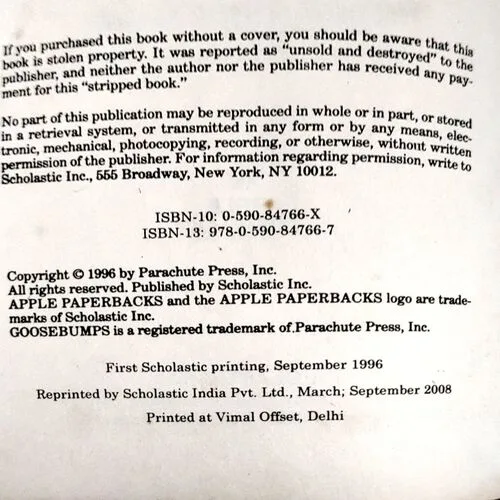 If you purchased this book without a cover, you should be aware that this
book is stolen property. It was reported as "unsold and destroyed" to the
publisher, and neither the author nor the publisher has received any pay-
ment for this "stripped book."
No part of this publication may be reproduced in whole or in part, or stored
in a retrieval system, or transmitted in any form or by any means, elec-
tronic, mechanical, photocopying, recording, or otherwise, without written
permission of the publisher. For information regarding permission, write to
Scholastic Inc., 555 Broadway, New York, NY 10012.
ISBN-10: 0-590-84766-X
ISBN-13: 978-0-590-84766-7
Copyright © 1996 by Parachute Press, Inc.
All rights reserved. Published by Scholastic Inc.
APPLE PAPERBACKS and the APPLE PAPERBACKS logo are trade-
marks of Scholastic Inc.
GOOSEBUMPS is a registered trademark of Parachute Press, Inc.
First Scholastic printing, September 1996
Reprinted by Scholastic India Pvt. Ltd., March; September 2008
Printed at Vimal Offset, Delhi